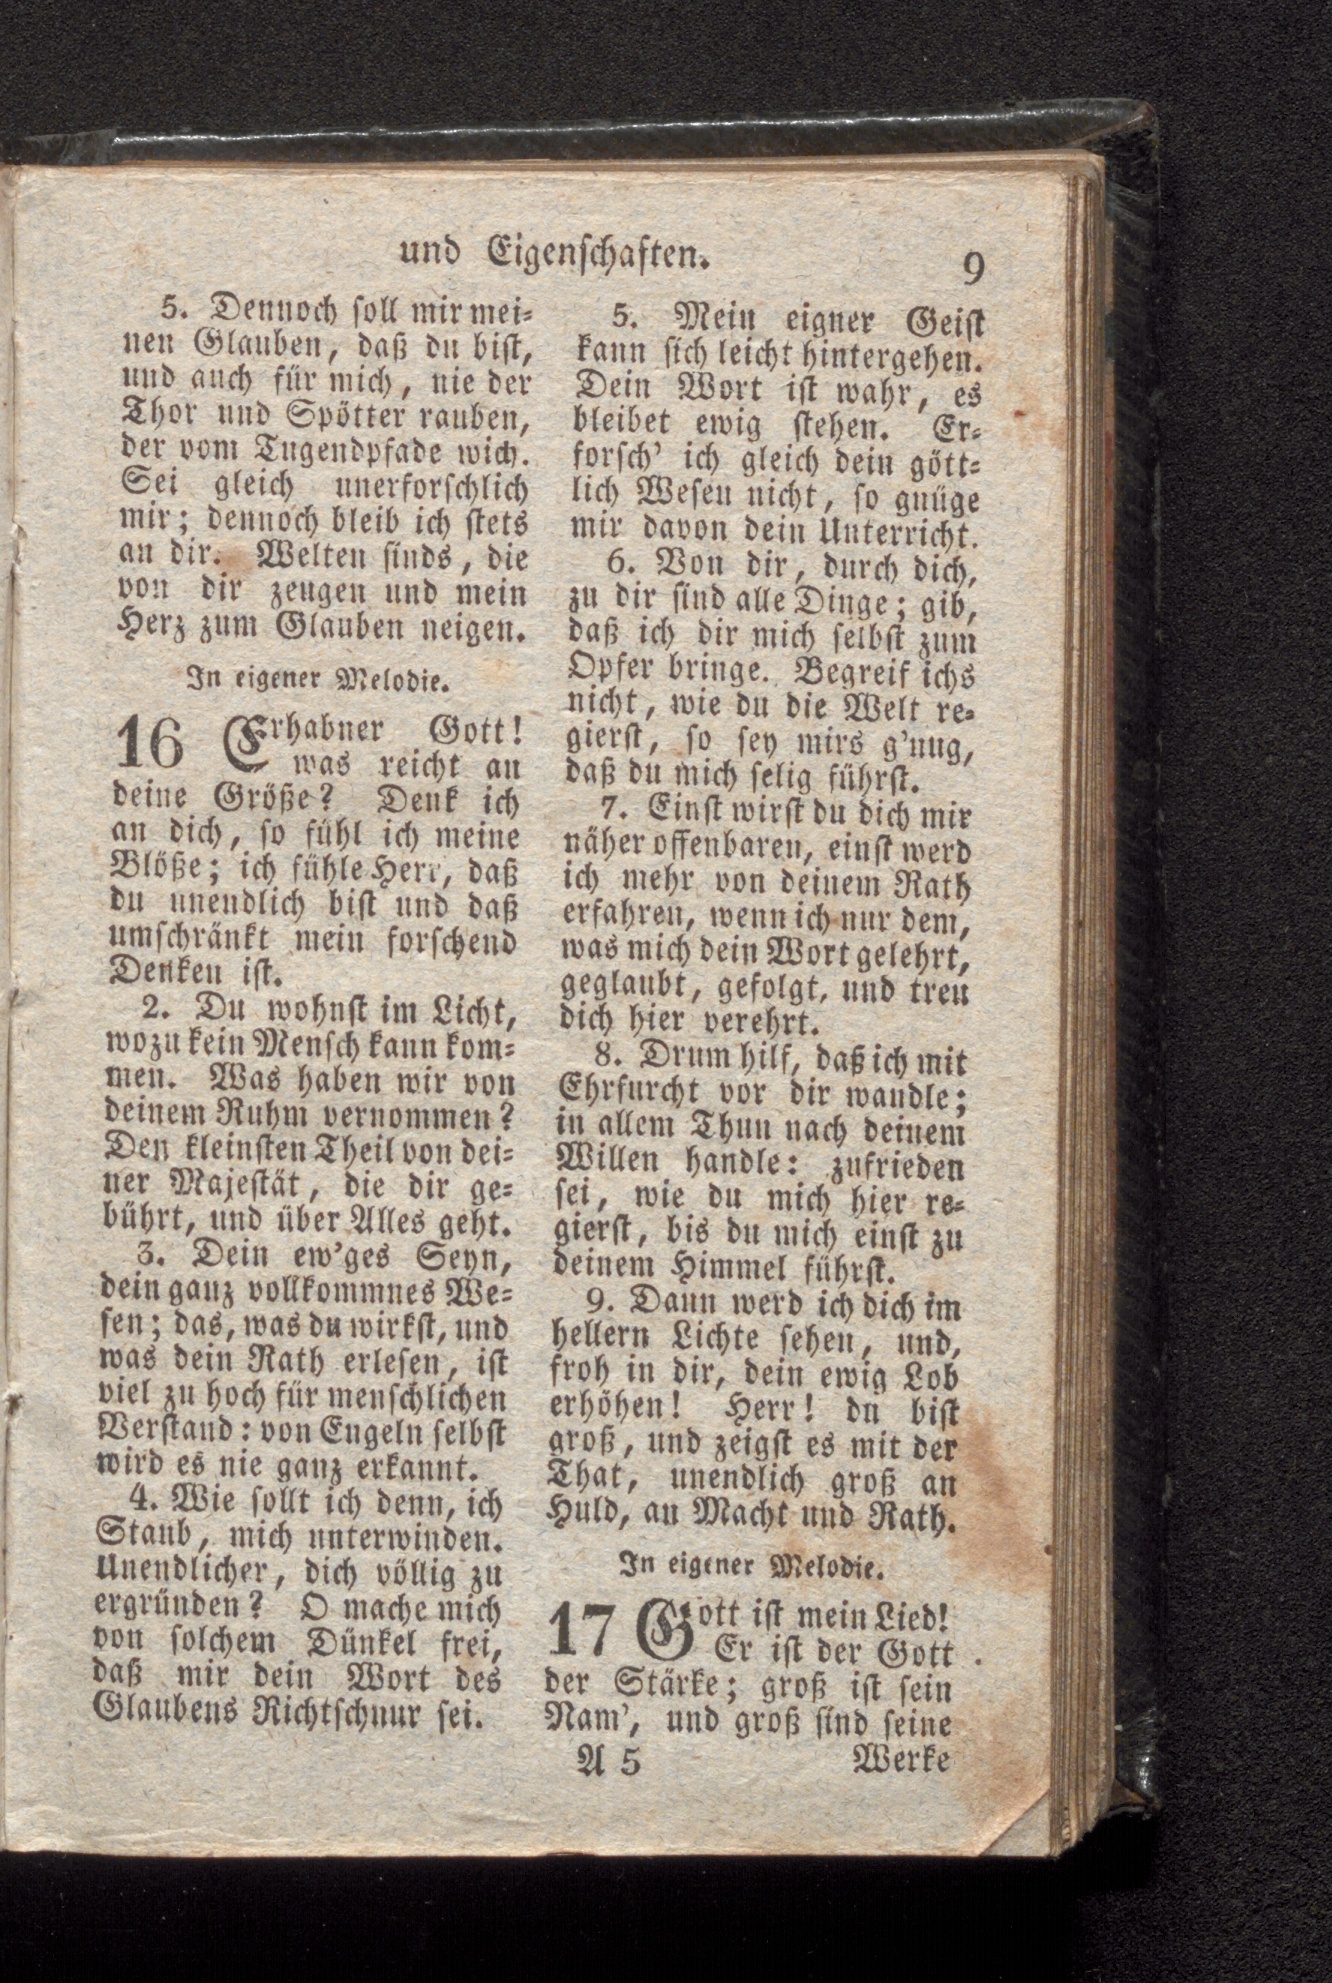 und Eigenschaften.
9
5. Dennoch soll mir mei-
nen Glauben, daß du bist,
und auch für mich, nie der
Thor und Spötter rauben,
der vom Tugendpfade wich.
Sei gleich unerforschlich
mir; dennoch bleib ich stets
an dir. Welten sinds, die
von dir zeugen und mein
Herz zum Glauben neigen.
In eigener Melodie.
16 Erhabner Gott!
was reicht an
deine Größe? Denk ich
an dich, so fühl ich meine
Blöße; ich fühle Herr, daß
du unendlich bist und daß
umschränkt mein forschend
Denken ist.
2. Du wohnst im Licht,
wozu kein Mensch kann kom-
men. Was haben wir von
deinem Ruhm vernommen?
Den kleinsten Theil von dei-
ner Majestät, die dir ge-
bührt, und über Alles geht.
3. Dein ew'ges Seyn,
dein ganz vollkommnes We-
sen; das, was du wirkst, und
was dein Rath erlesen, ist
viel zu hoch für menschlichen
Verstand: von Engeln selbst
wird es nie ganz erkannt.
4. Wie sollt ich denn, ich
Staub, mich unterwinden.
Unendlicher, dich völlig zu
ergründen? O mache mich
von solchem Dünkel frei,
daß mir dein Wort des
Glaubens Richtschnur sei.
5. Mein eigner Geist
kann sich leicht hintergehen.
Dein Wort ist wahr, es
bleibet ewig stehen. Er-
forsch' ich gleich dein gött-
lich Wesen nicht, so gnüge
mir davon dein Unterricht.
6. Von dir, durch dich,
zu dir sind alle Dinge; gib,
daß ich dir mich selbst zum
Opfer bringe. Begreif ichs
nicht, wie du die Welt re-
gierst, so sey mirs g'nug,
daß du mich selig führst.
7. Einst wirst du dich mir
näher offenbaren, einst werd
ich mehr von deinem Rath
erfahren, wenn ich nur dem,
was mich dein Wort gelehrt,
geglaubt, gefolgt, und treu
dich hier verehrt.
8. Drum hilf, daß ich mit
Ehrfurcht vor dir wandle;
in allem Thun nach deinem
Willen handle: zufrieden
sei, wie du mich hier re-
gierst, bis du mich einst zu
deinem Himmel führst.
9. Dann werd ich dich im
hellern Lichte sehen, und,
froh in dir, dein ewig Lob
erhöhen! Herr! du bist
groß, und zeigst es mit der
That, unendlich groß an
Huld, an Macht und Rath.
In eigener Melodie.
17 Gott ist mein Lied!
Er ist der Gott
der Stärke; groß ist sein
Nam', und groß sind seine
A 5 Werke